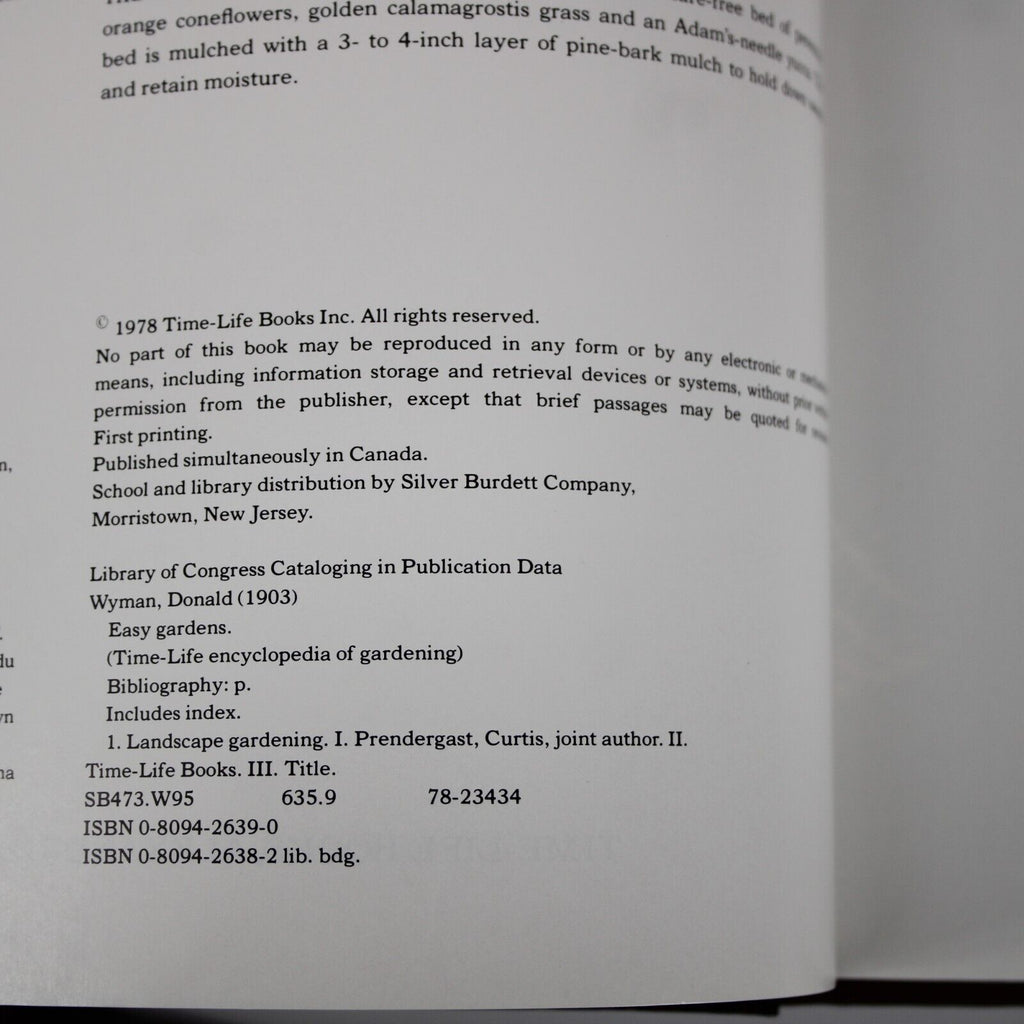 -free bed of
orange coneflowers, golden calamagrostis grass and an Adam's-needle
bed is mulched with a 3- to 4-inch layer of pine-bark mulch to hold down
and retain moisture.
© 1978 Time-Life Books Inc. All rights reserved.
No part of this book may be reproduced in any form or by any electronic or
means, including information storage and retrieval devices or systems, without prior
permission from the publisher, except that brief passages may be quoted for
First printing.
Published simultaneously in Canada.
School and library distribution by Silver Burdett Company,
Morristown, New Jersey.
Library of Congress Cataloging in Publication Data
Wyman, Donald (1903)
Easy gardens.
(Time-Life encyclopedia of gardening)
Bibliography: p.
Includes index.
1. Landscape gardening. I. Prendergast, Curtis, joint author. II.
Time-Life Books. III. Title.
SB473.W95 635.9 78-23434
ISBN 0-8094-2639-0
ISBN 0-8094-2638-2 lib. bdg.